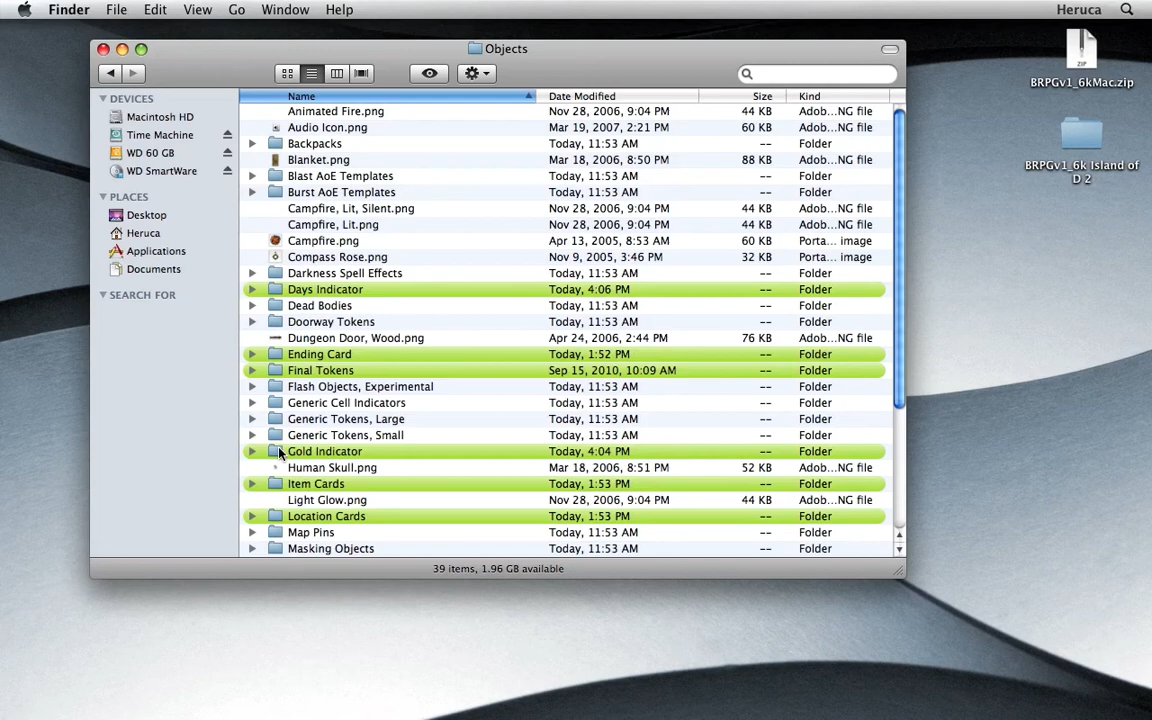 Finder File Edit View Go Window Help Heruca
Objects
ZIP
BRPGv1_6kMac.zip
BRPGv1_6k Island of
D 2
DEVICES
Macintosh HD
Time Machine
WD 60 GB
WD SmartWare
PLACES
Desktop
Heruca
Applications
Documents
SEARCH FOR
Name Date Modified Size Kind
Animated Fire.png Nov 28, 2006, 9:04 PM 44 KB Adob...NG file
Audio Icon.png Mar 19, 2007, 2:21 PM 60 KB Adob...NG file
Backpacks Today, 11:53 AM -- Folder
Blanket.png Mar 18, 2006, 8:50 PM 88 KB Adob...NG file
Blast AoE Templates Today, 11:53 AM -- Folder
Burst AoE Templates Today, 11:53 AM -- Folder
Campfire, Lit, Silent.png Nov 28, 2006, 9:04 PM 44 KB Adob...NG file
Campfire, Lit.png Nov 28, 2006, 9:04 PM 44 KB Adob...NG file
Campfire.png Apr 13, 2005, 8:53 AM 60 KB Porta... image
Compass Rose.png Nov 9, 2005, 3:46 PM 32 KB Porta... image
Darkness Spell Effects Today, 11:53 AM -- Folder
Days Indicator Today, 4:06 PM -- Folder
Dead Bodies Today, 11:53 AM -- Folder
Doorway Tokens Today, 11:53 AM -- Folder
Dungeon Door, Wood.png Apr 24, 2006, 2:44 PM 76 KB Adob...NG file
Ending Card Today, 1:52 PM -- Folder
Final Tokens Sep 15, 2010, 10:09 AM -- Folder
Flash Objects, Experimental Today, 11:53 AM -- Folder
Generic Cell Indicators Today, 11:53 AM -- Folder
Generic Tokens, Large Today, 11:53 AM -- Folder
Generic Tokens, Small Today, 11:53 AM -- Folder
Gold Indicator Today, 4:04 PM -- Folder
Human Skull.png Mar 18, 2006, 8:51 PM 52 KB Adob...NG file
Item Cards Today, 1:53 PM -- Folder
Light Glow.png Nov 28, 2006, 9:04 PM 44 KB Adob...NG file
Location Cards Today, 1:53 PM -- Folder
Map Pins Today, 11:53 AM -- Folder
Masking Objects Today, 11:53 AM -- Folder
39 items, 1.96 GB available